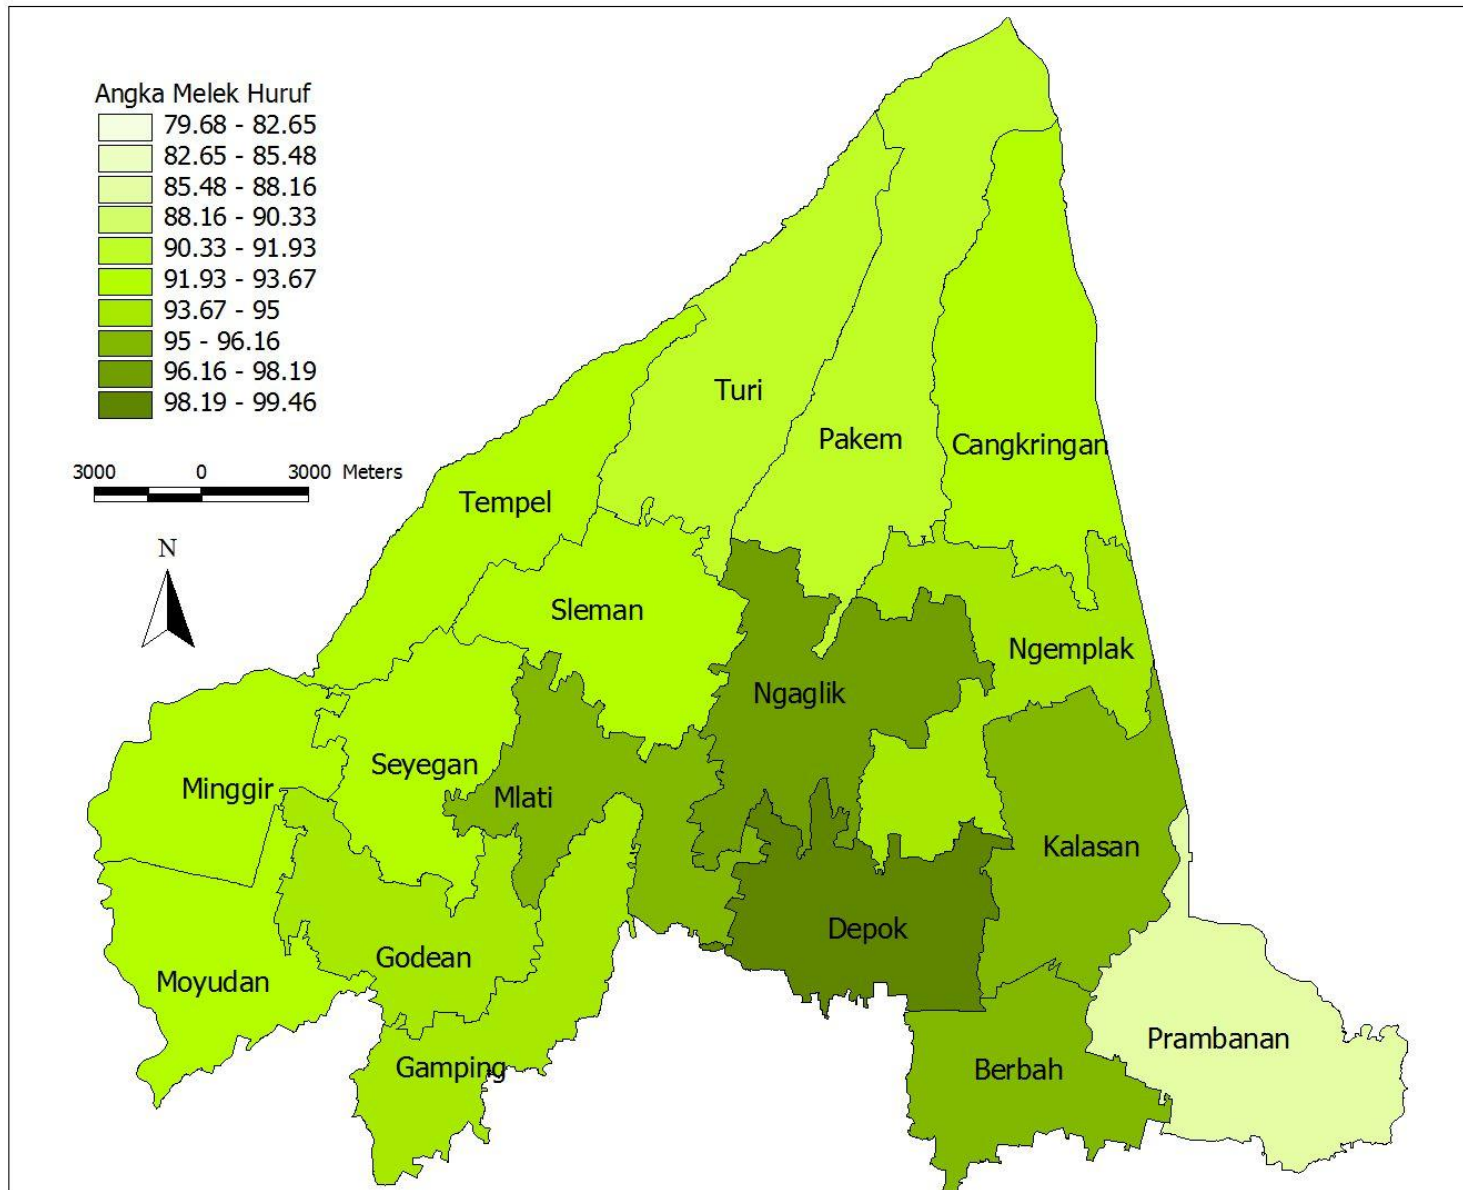 Angka Melek Huruf
79.68 - 82.65
82.65 - 85.48
85.48 - 88.16
88.16 - 90.33
90.33 - 91.93
91.93 - 93.67
93.67 - 95
95 - 96.16
96.16 - 98.19
98.19 - 99.46
3000 0 3000 Meters
N
Turi
Pakem
Cangkringan
Tempel
Sleman
Ngemplak
Ngaglik
Seyegan
Minggir
Mlati
Kalasan
Depok
Godean
Moyudan
Prambanan
Gamping
Berbah